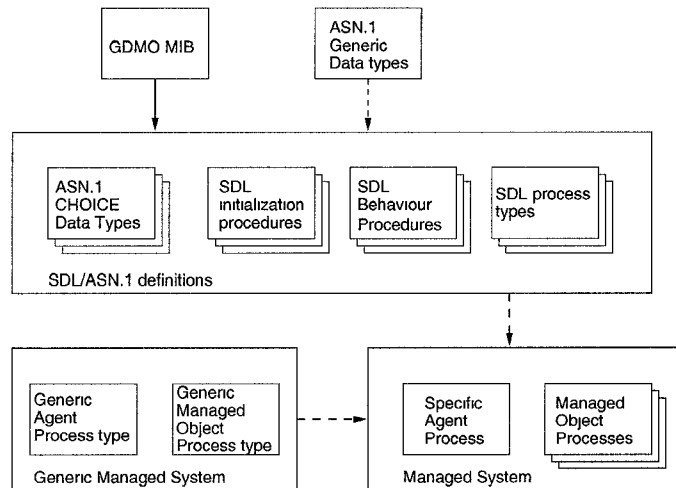 GDMO MIB
ASN.1
Generic
Data types
ASN.1
CHOICE
Data Types
SDL
initialization
procedures
SDL
Behaviour
Procedures
SDL process
types
SDL/ASN.1 definitions
Generic
Agent
Process type
Generic
Managed
Object
Process type
Generic Managed System
Specific
Agent
Process
Managed
Object
Processes
Managed System